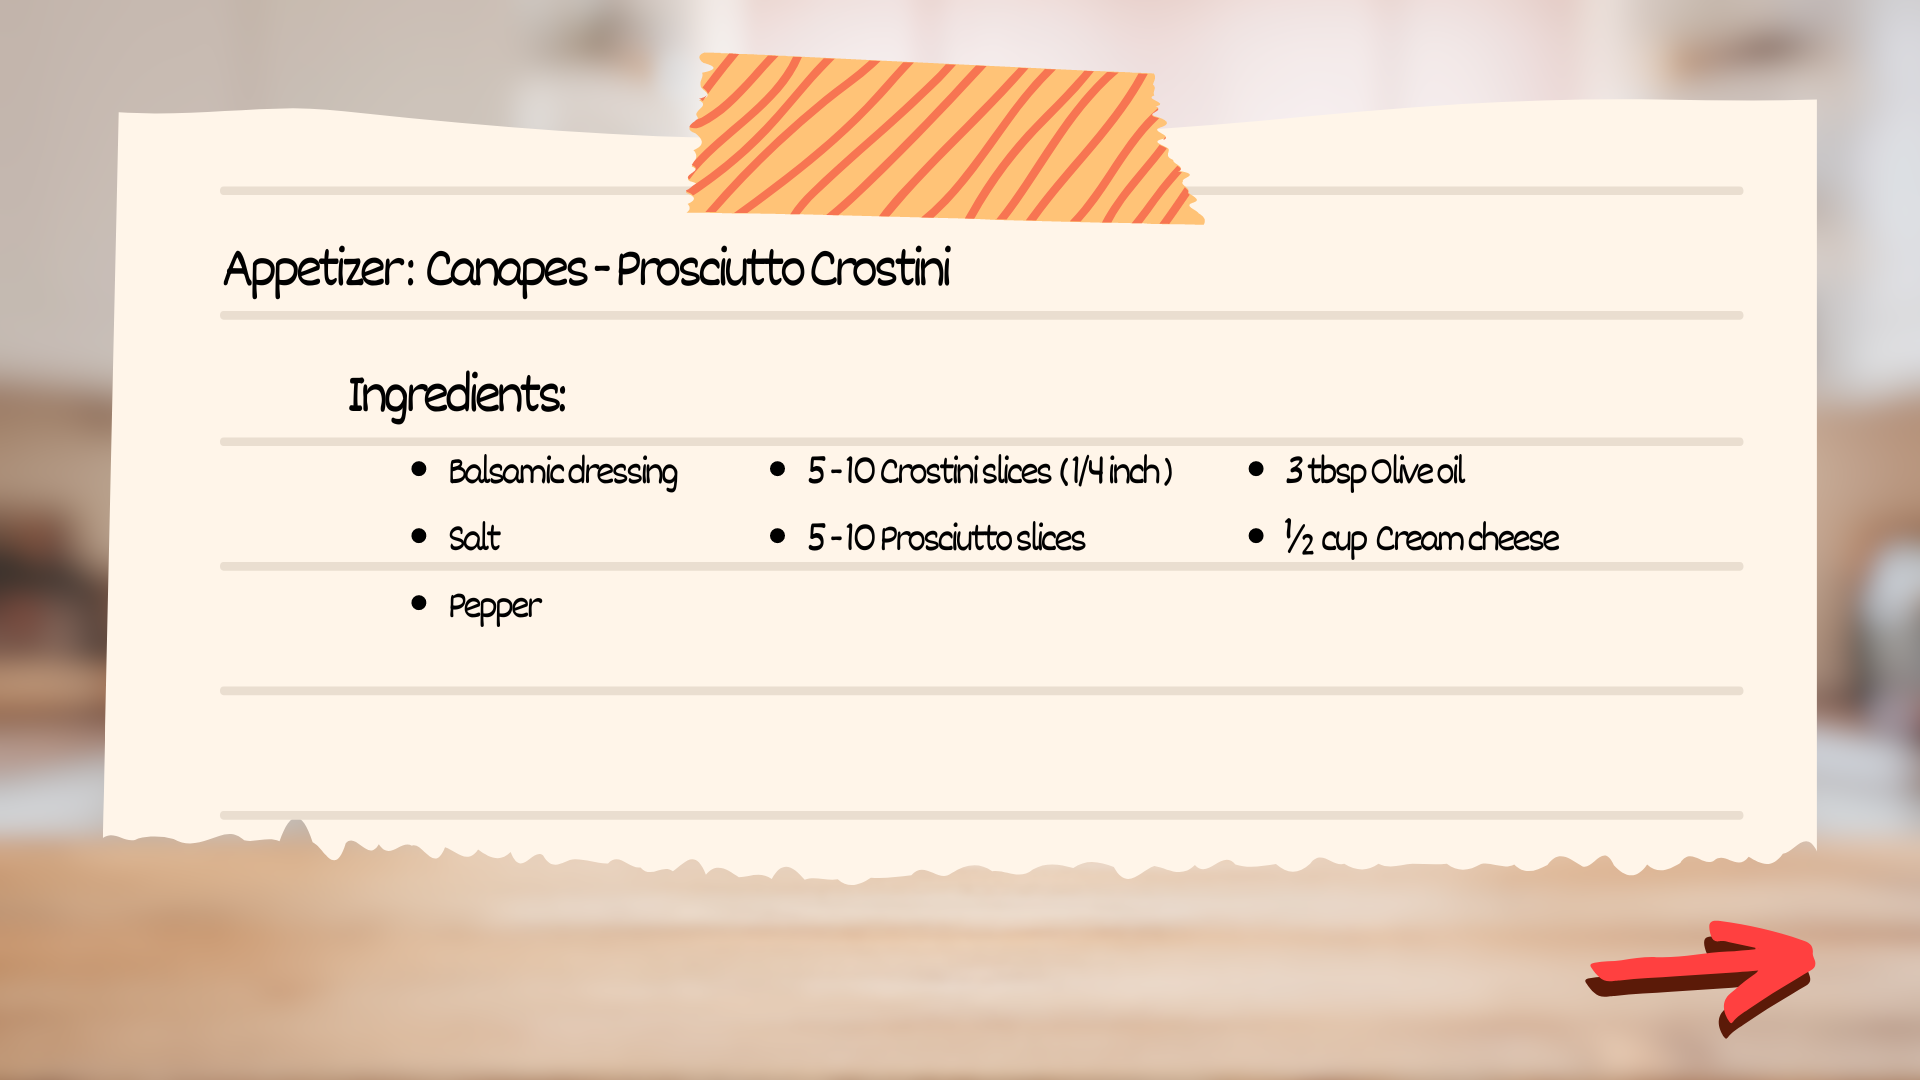 Appetizer: Canapes - Prosciutto Crostini
Ingredients:
• Balsamic dressing
• Salt
• Pepper
• 5 - 10 Crostini slices (1/4 inch)
• 5 - 10 Prosciutto slices
• 3 tbsp Olive oil
• ½ cup Cream cheese